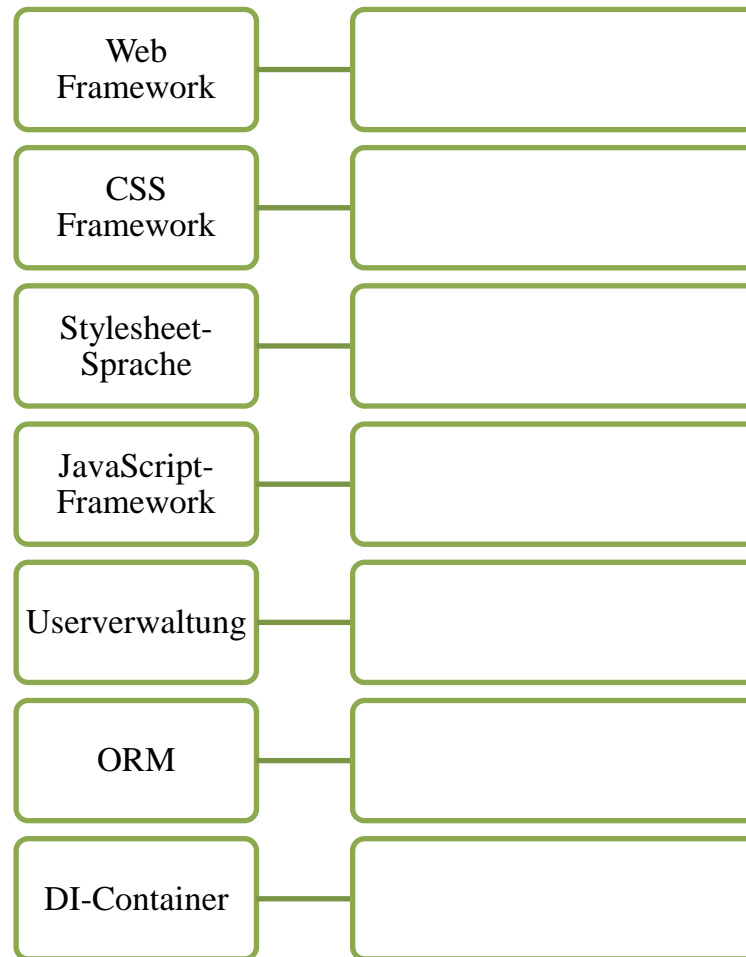 Web
Framework
CSS
Framework
Stylesheet-
Sprache
JavaScript-
Framework
Userverwaltung
ORM
DI-Container